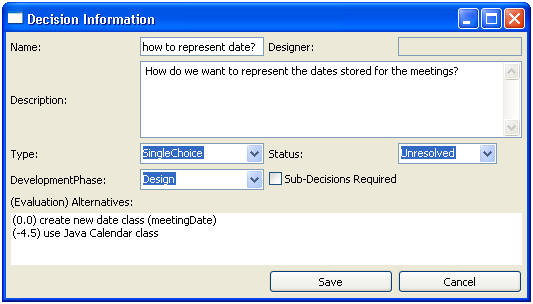 Decision Information
Name: how to represent date? Designer:
Description: How do we want to represent the dates stored for the meetings?
Type: SingleChoice Status: Unresolved
DevelopmentPhase: Design Sub-Decisions Required
(Evaluation) Alternatives:
(0.0) create new date class (meetingDate)
(-4.5) use Java Calendar class
Save Cancel